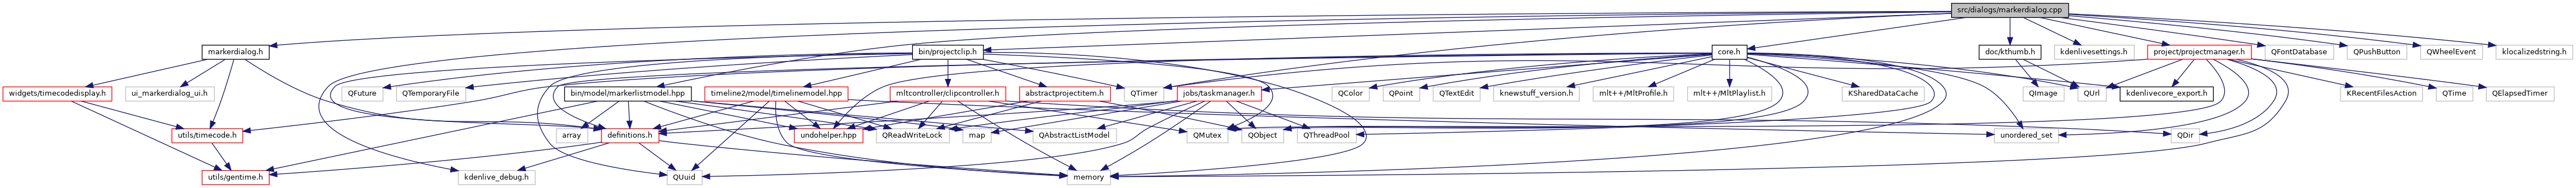 src/dialogs/markerdialog.cpp
markerdialog.h
bin/projectclip.h
core.h
doc/kthumb.h
kdenlivesettings.h
project/projectmanager.h
QFontDatabase
QPushButton
QWheelEvent
klocalizedstring.h
widgets/timecodedisplay.h
ui_markerdialog_ui.h
QFuture
QTemporaryFile
bin/model/markerlistmodel.hpp
timeline2/model/timelinemodel.hpp
mltcontroller/clipcontroller.h
abstractprojectitem.h
QTimer
jobs/taskmanager.h
QColor
QPoint
QTextEdit
knewstuff_version.h
mlt++/MltProfile.h
mlt++/MltPlaylist.h
KSharedDataCache
QImage
QUrl
kdenlivecore_export.h
KRecentFilesAction
QTime
QElapsedTimer
utils/timecode.h
array
definitions.h
undohelper.hpp
QReadWriteLock
map
QAbstractListModel
QMutex
QObject
QThreadPool
unordered_set
QDir
utils/gentime.h
kdenlive_debug.h
QUuid
memory